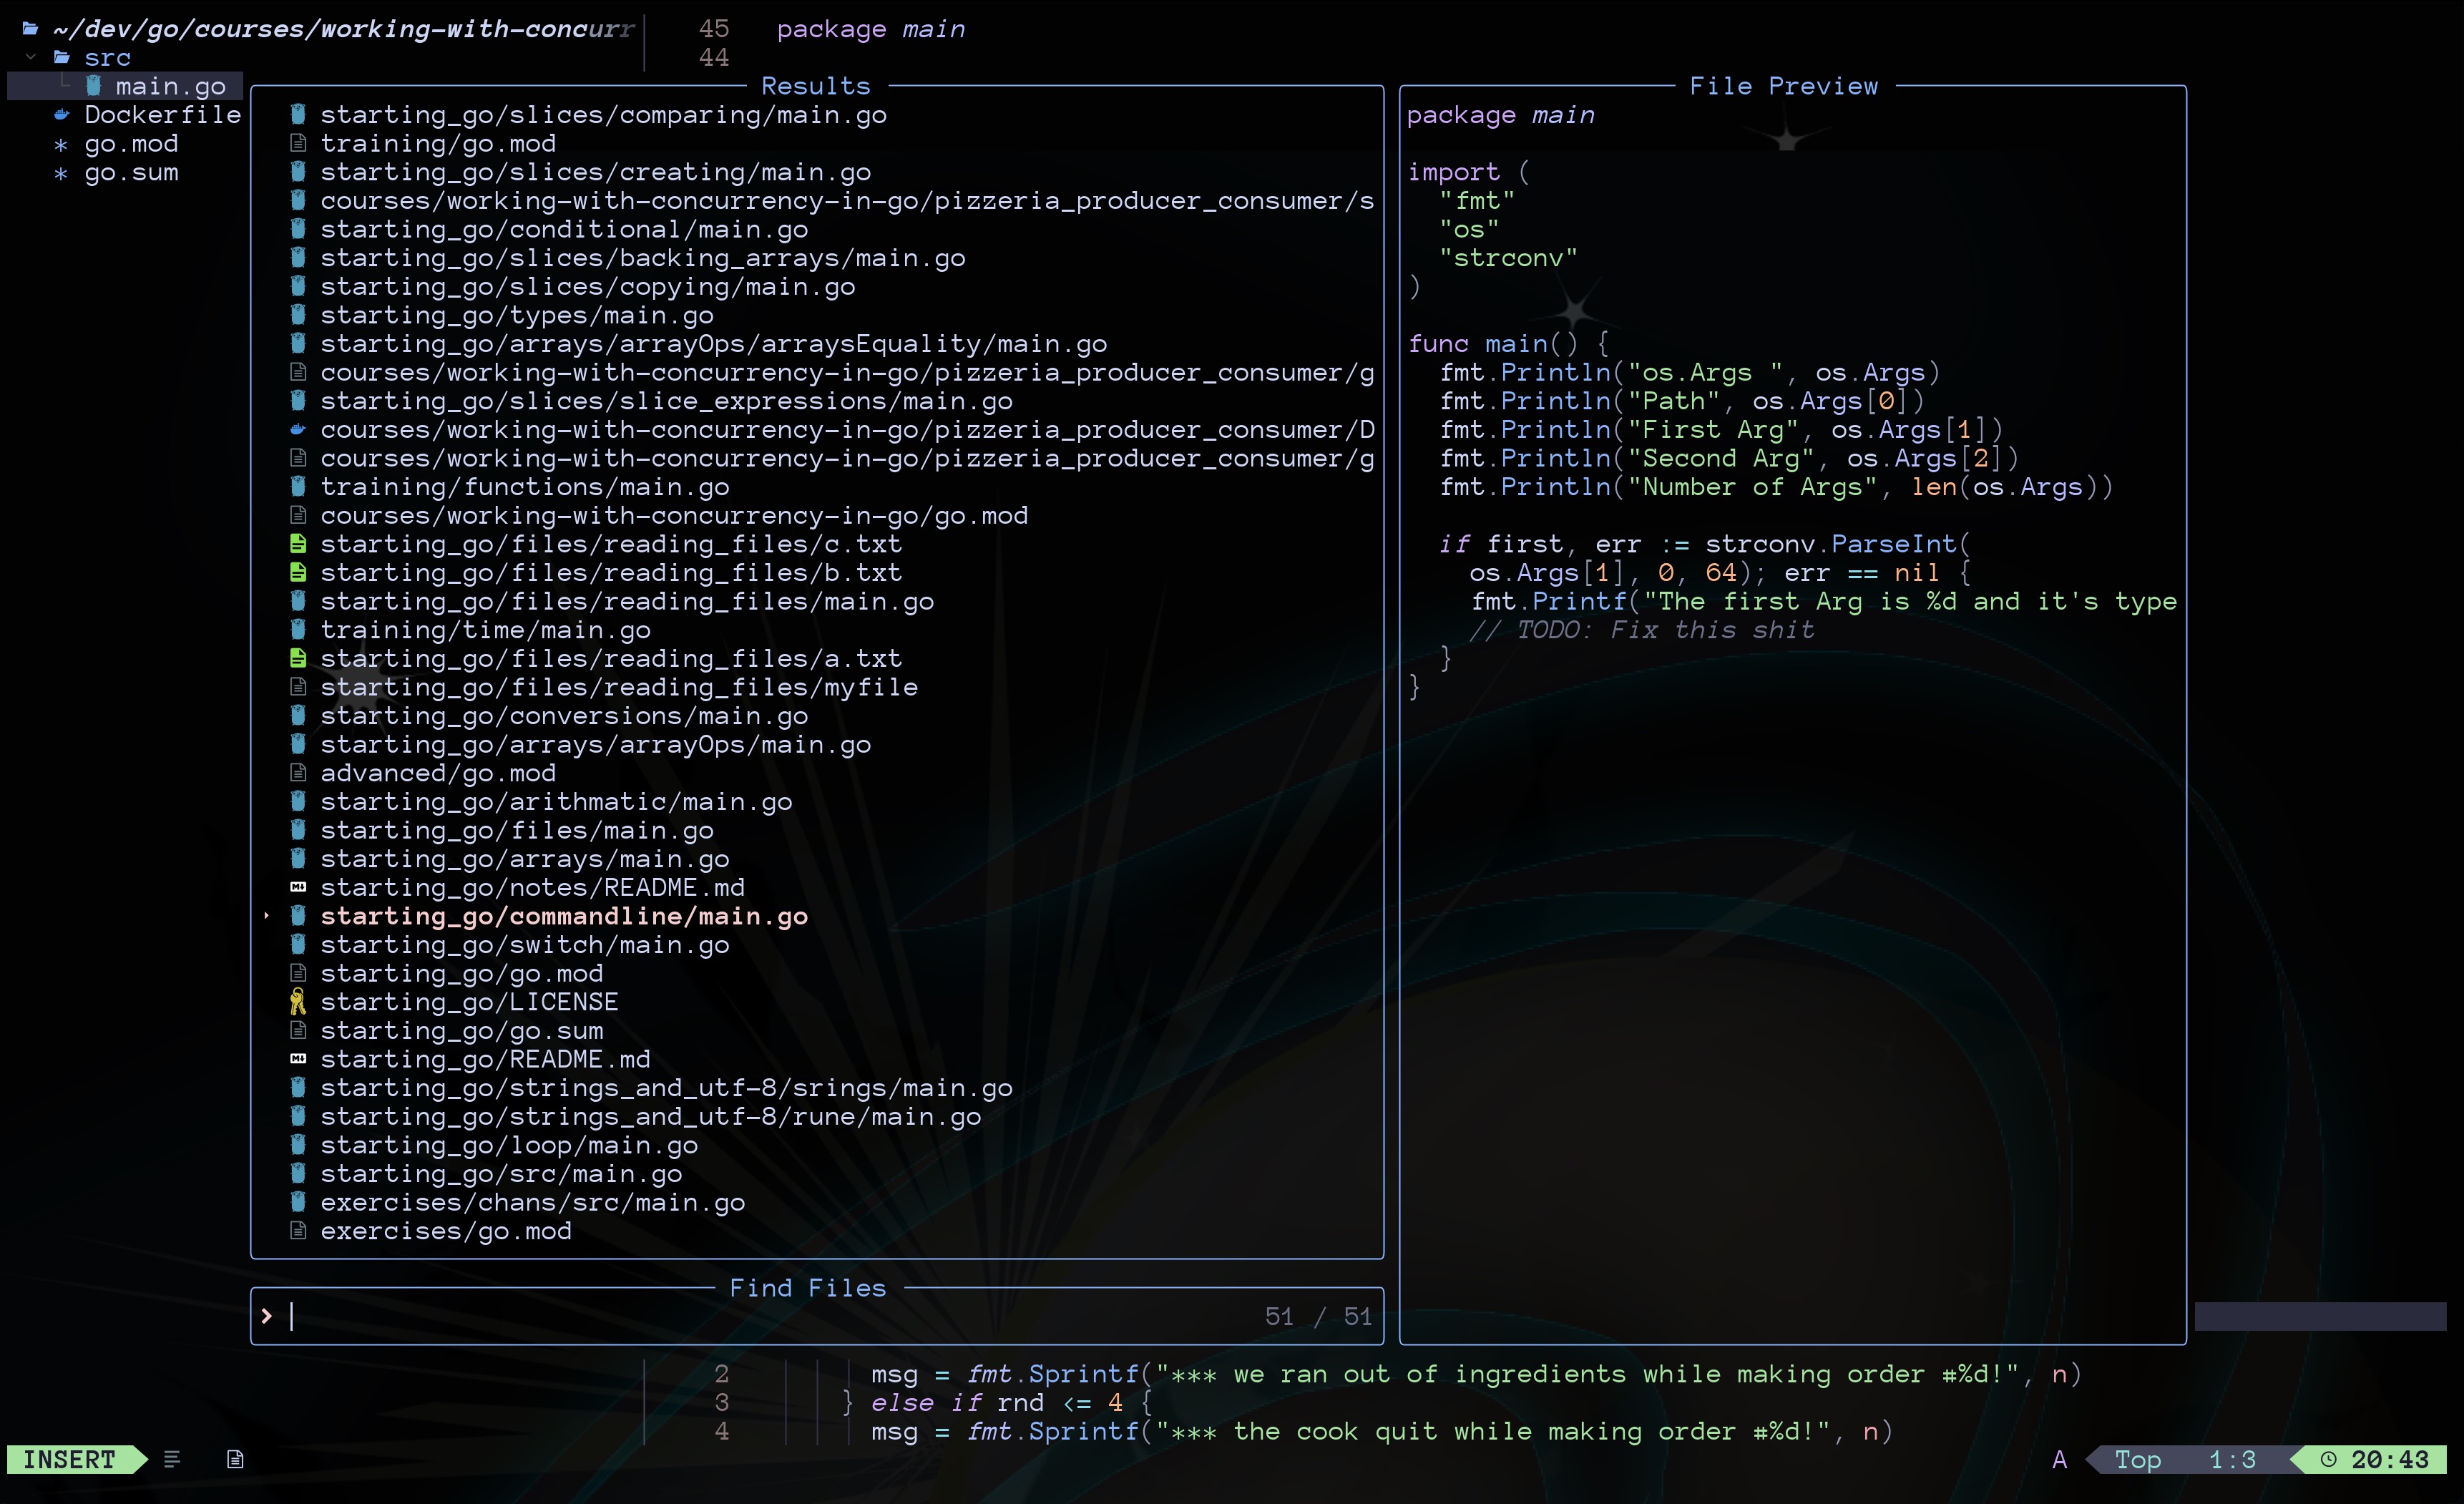 ~/dev/go/courses/working-with-concurr
src
main.go
Dockerfile
* go.mod
* go.sum
45 package main
44
Results
starting_go/slices/comparing/main.go
training/go.mod
starting_go/slices/creating/main.go
courses/working-with-concurrency-in-go/pizzeria_producer_consumer/s
starting_go/conditional/main.go
starting_go/slices/backing_arrays/main.go
starting_go/slices/copying/main.go
starting_go/types/main.go
starting_go/arrays/arrayOps/arraysEquality/main.go
courses/working-with-concurrency-in-go/pizzeria_producer_consumer/g
starting_go/slices/slice_expressions/main.go
courses/working-with-concurrency-in-go/pizzeria_producer_consumer/D
courses/working-with-concurrency-in-go/pizzeria_producer_consumer/g
training/functions/main.go
courses/working-with-concurrency-in-go/go.mod
starting_go/files/reading_files/c.txt
starting_go/files/reading_files/b.txt
starting_go/files/reading_files/main.go
training/time/main.go
starting_go/files/reading_files/a.txt
starting_go/files/reading_files/myfile
starting_go/conversions/main.go
starting_go/arrays/arrayOps/main.go
advanced/go.mod
starting_go/arithmatic/main.go
starting_go/files/main.go
starting_go/arrays/main.go
starting_go/notes/README.md
starting_go/commandline/main.go
starting_go/switch/main.go
starting_go/go.mod
starting_go/LICENSE
starting_go/go.sum
starting_go/README.md
starting_go/strings_and_utf-8/srings/main.go
starting_go/strings_and_utf-8/rune/main.go
starting_go/loop/main.go
starting_go/src/main.go
exercises/chans/src/main.go
exercises/go.mod
Find Files
> 51 / 51
File Preview
package main
import (
"fmt"
"os"
"strconv"
)
func main() {
fmt.Println("os.Args ", os.Args)
fmt.Println("Path", os.Args[0])
fmt.Println("First Arg", os.Args[1])
fmt.Println("Second Arg", os.Args[2])
fmt.Println("Number of Args", len(os.Args))
if first, err := strconv.ParseInt(
os.Args[1], 0, 64); err == nil {
fmt.Printf("The first Arg is %d and it's type
// TODO: Fix this shit
}
}
2 msg = fmt.Sprintf("*** we ran out of ingredients while making order #%d!", n)
3 } else if rnd <= 4 {
4 msg = fmt.Sprintf("*** the cook quit while making order #%d!", n)
INSERT A Top 1:3 20:43